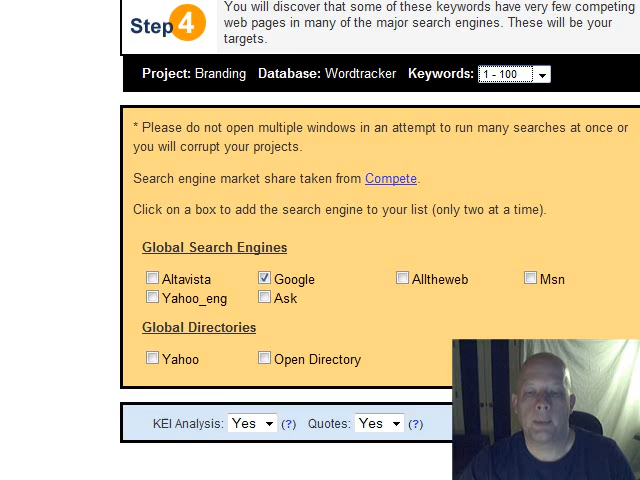 You will discover that some of these keywords have very few competing
web pages in many of the major search engines. These will be your
targets.
Step 4
Project: Branding Database: Wordtracker Keywords: 1 - 100
* Please do not open multiple windows in an attempt to run many searches at once or
you will corrupt your projects.
Search engine market share taken from Compete.
Click on a box to add the search engine to your list (only two at a time).
Global Search Engines
Altavista Google Alltheweb Msn
Yahoo_eng Ask
Global Directories
Yahoo Open Directory
KEI Analysis: Yes (?) Quotes: Yes (?)